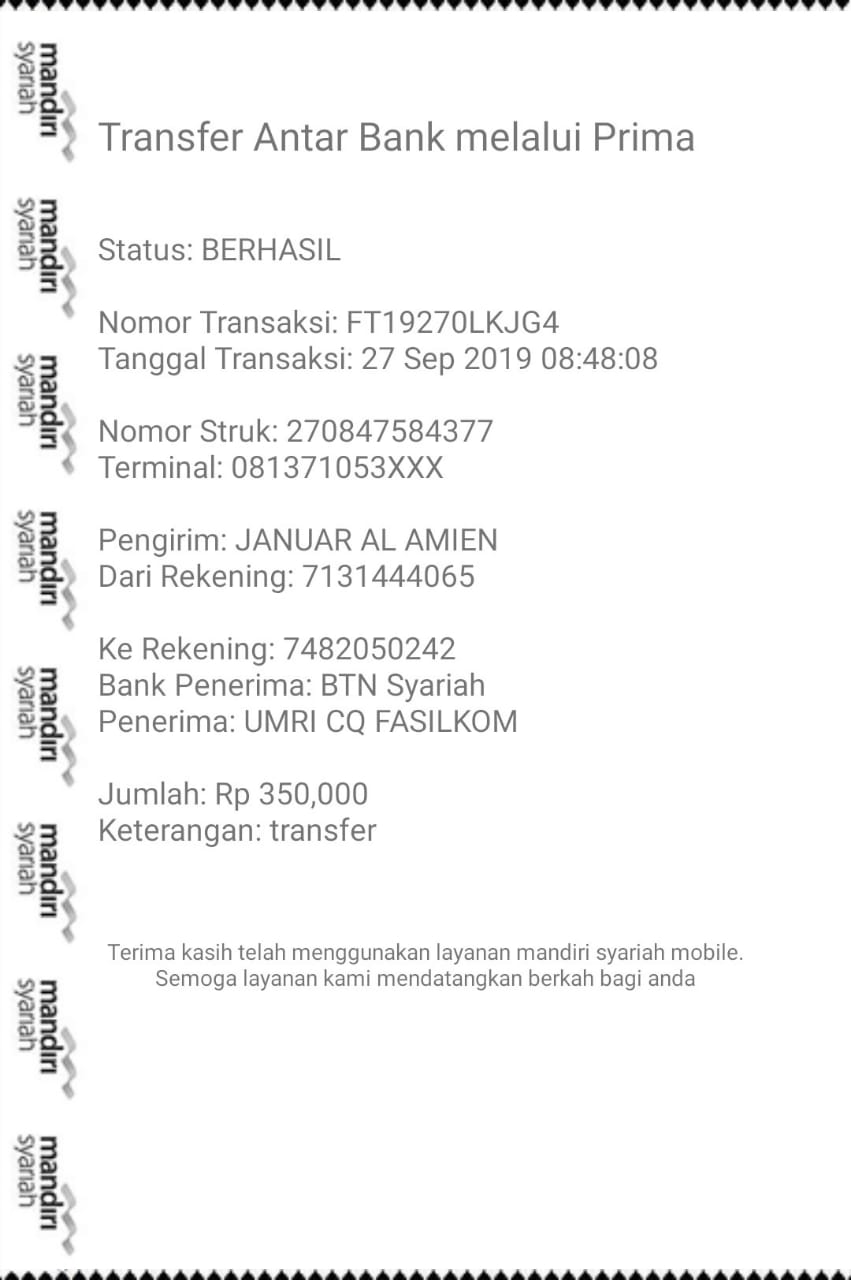 mandiri
syariah
mandiri
syariah
mandiri
syariah
mandiri
syariah
mandiri
syariah
mandiri
syariah
mandiri
syariah
mandiri
syariah
Transfer Antar Bank melalui Prima
Status: BERHASIL
Nomor Transaksi: FT19270LKJG4
Tanggal Transaksi: 27 Sep 2019 08:48:08
Nomor Struk: 270847584377
Terminal: 081371053XXX
Pengirim: JANUAR AL AMIEN
Dari Rekening: 7131444065
Ke Rekening: 7482050242
Bank Penerima: BTN Syariah
Penerima: UMRI CQ FASILKOM
Jumlah: Rp 350,000
Keterangan: transfer
Terima kasih telah menggunakan layanan mandiri syariah mobile.
Semoga layanan kami mendatangkan berkah bagi anda